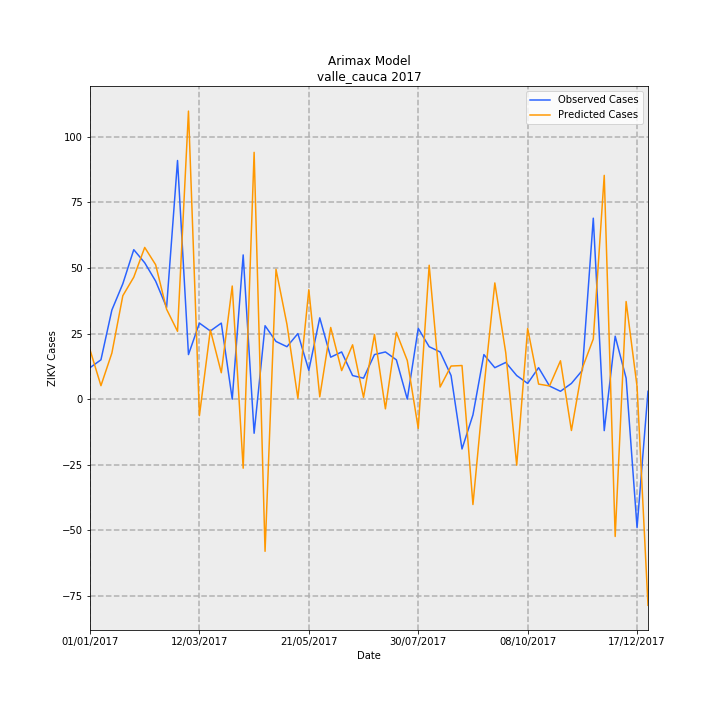 Arimax Model
valle_cauca 2017
Observed Cases
Predicted Cases
ZIKV Cases
100
75
50
25
0
−25
−50
−75
01/01/2017
12/03/2017
21/05/2017
30/07/2017
08/10/2017
17/12/2017
Date